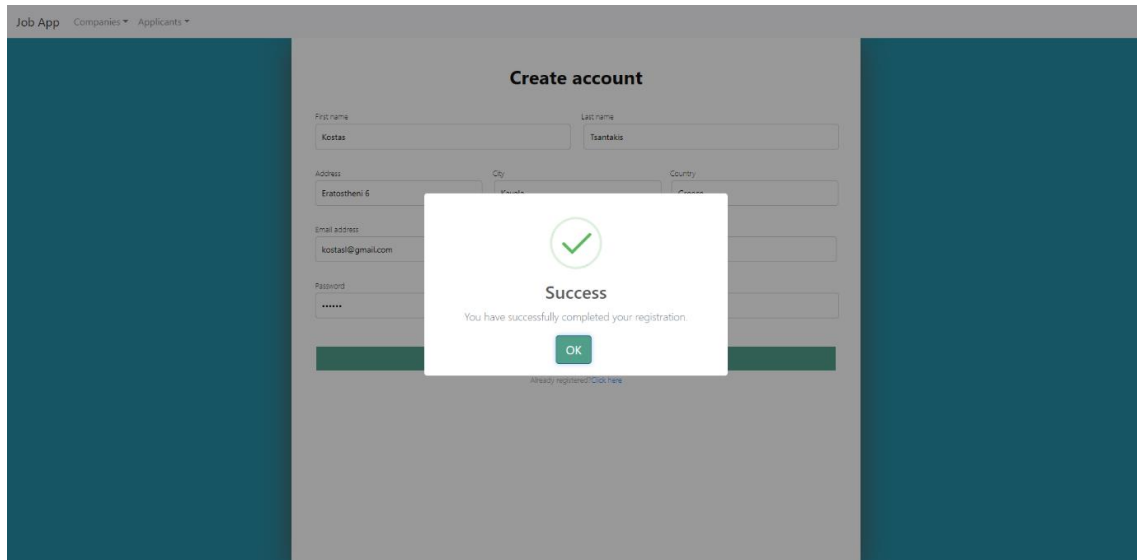 Job App Companies Applicants
Create account
First name Last name
Kostas Tsantakis
Address City Country
Eratostheni 6 Greece
Email address
kostasl@gmail.com
Password
••••••
Success
You have successfully completed your registration.
OK
Already registered?Click here